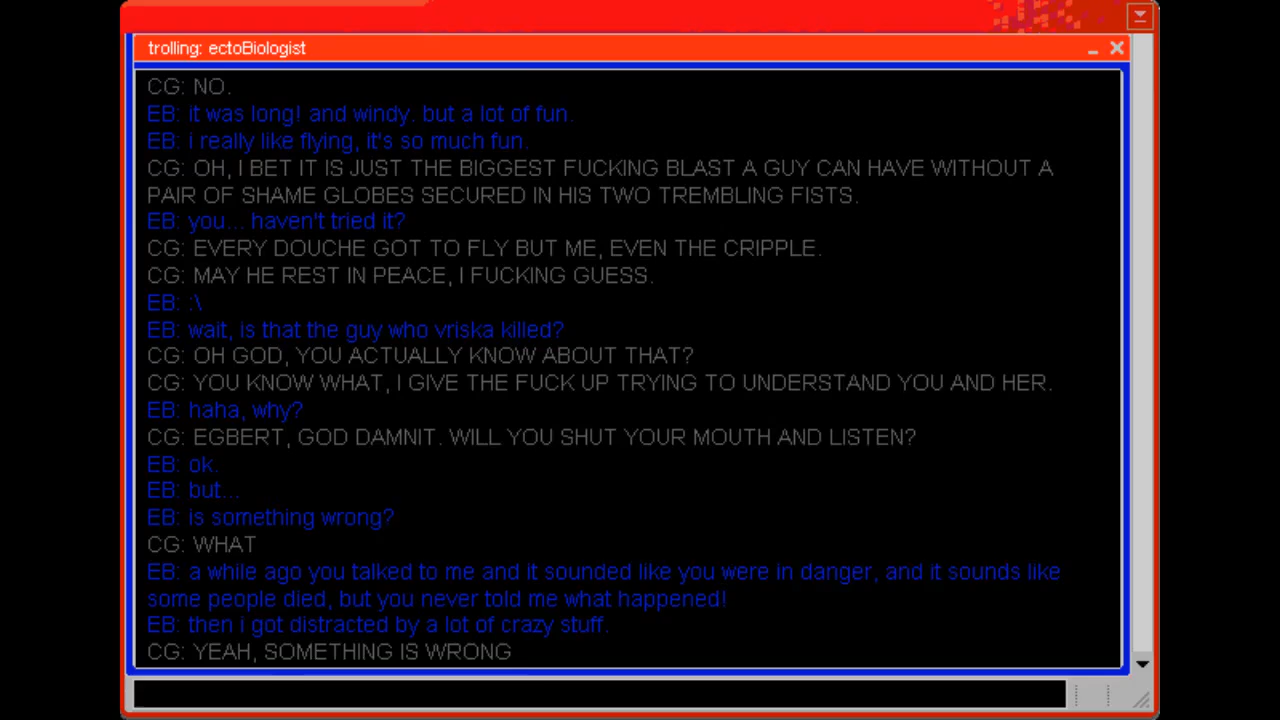 trolling: ectoBiologist
CG: NO.
EB: it was long! and windy. but a lot of fun.
EB: i really like flying, it's so much fun.
CG: OH, I BET IT IS JUST THE BIGGEST FUCKING BLAST A GUY CAN HAVE WITHOUT A
PAIR OF SHAME GLOBES SECURED IN HIS TWO TREMBLING FISTS.
EB: you... haven't tried it?
CG: EVERY DOUCHE GOT TO FLY BUT ME, EVEN THE CRIPPLE.
CG: MAY HE REST IN PEACE, I FUCKING GUESS.
EB: :\
EB: wait, is that the guy who vriska killed?
CG: OH GOD, YOU ACTUALLY KNOW ABOUT THAT?
CG: YOU KNOW WHAT, I GIVE THE FUCK UP TRYING TO UNDERSTAND YOU AND HER.
EB: haha, why?
CG: EGBERT, GOD DAMNIT. WILL YOU SHUT YOUR MOUTH AND LISTEN?
EB: ok.
EB: but...
EB: is something wrong?
CG: WHAT
EB: a while ago you talked to me and it sounded like you were in danger, and it sounds like
some people died, but you never told me what happened!
EB: then i got distracted by a lot of crazy stuff.
CG: YEAH, SOMETHING IS WRONG